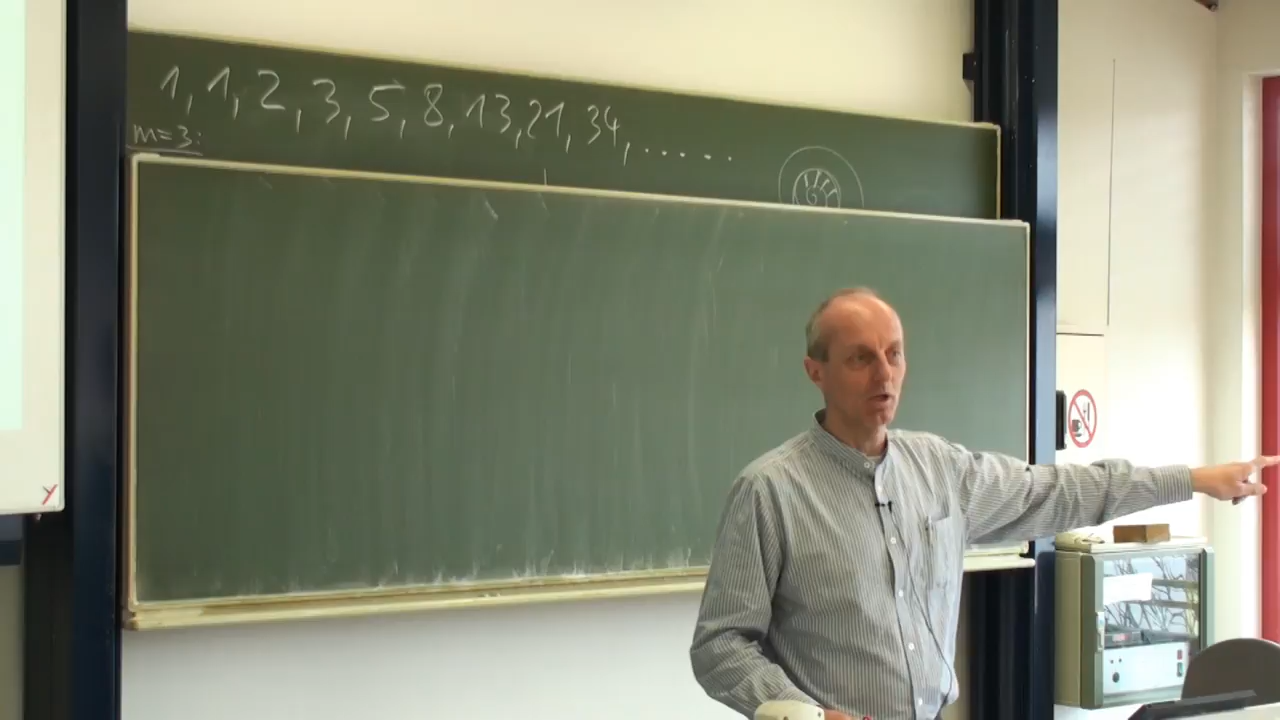 1, 1, 2, 3, 5, 8, 13, 21, 34, ......
m=3: